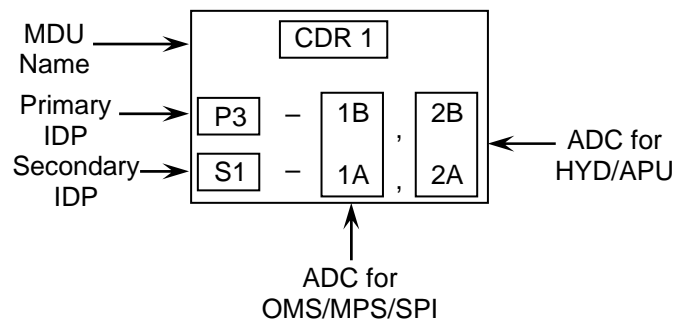 MDU
Name
CDR 1
Primary
IDP
P3 – 1B , 2B
Secondary
IDP
S1 – 1A , 2A
ADC for
HYD/APU
ADC for
OMS/MPS/SPI